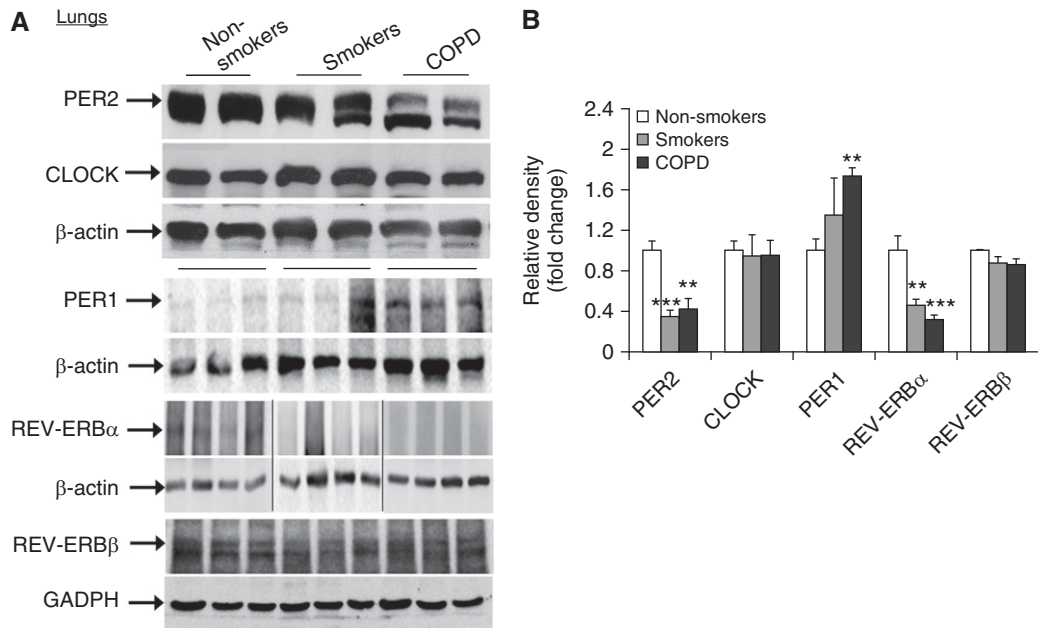 A
Lungs
Non-
smokers
Smokers
COPD
PER2
CLOCK
β-actin
PER1
β-actin
REV-ERBα
β-actin
REV-ERBβ
GADPH
B
Relative density
(fold change)
2.4
2
1.6
1.2
0.8
0.4
0
Non-smokers
Smokers
COPD
***
**
**
**
***
PER2
CLOCK
PER1
REV-ERBα
REV-ERBβ